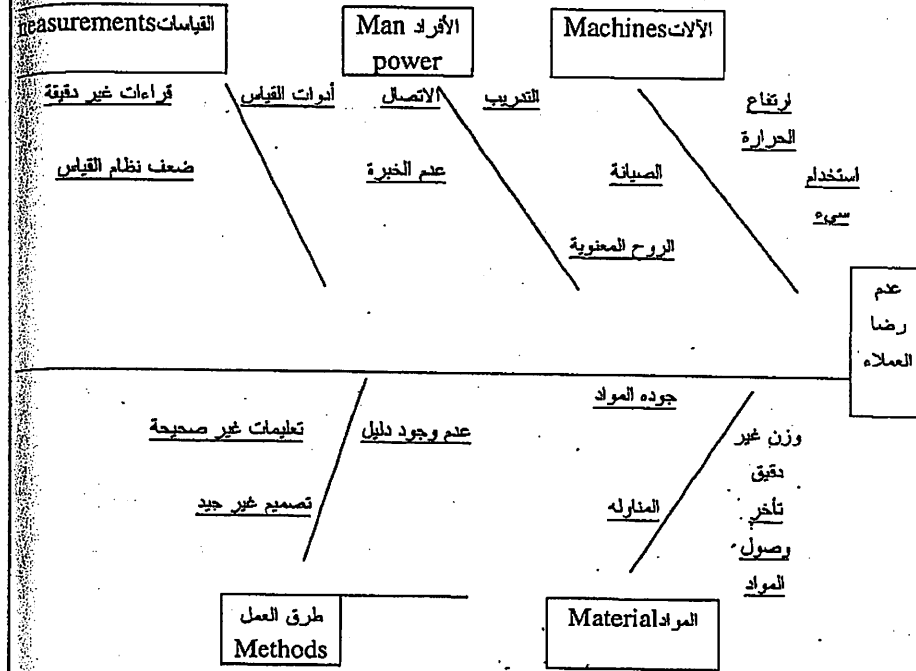 القياسات easurements
الأفراد Man
power
الآلات Machines
قراءات غير دقيقة
أدوات القياس
الاتصال
التدريب
ارتفاع
الحرارة
ضعف نظام القياس
عدم الخبرة
الصيانة
استخدام
سيء
الروح المعنوية
عدم
رضا
العملاء
جوده المواد
تعليمات غير صحيحة
عدم وجود دليل
وزن غير
دقيق
تصميم غير جيد
المناوله
تأخر
وصول
المواد
طرق العمل
Methods
المواد Material